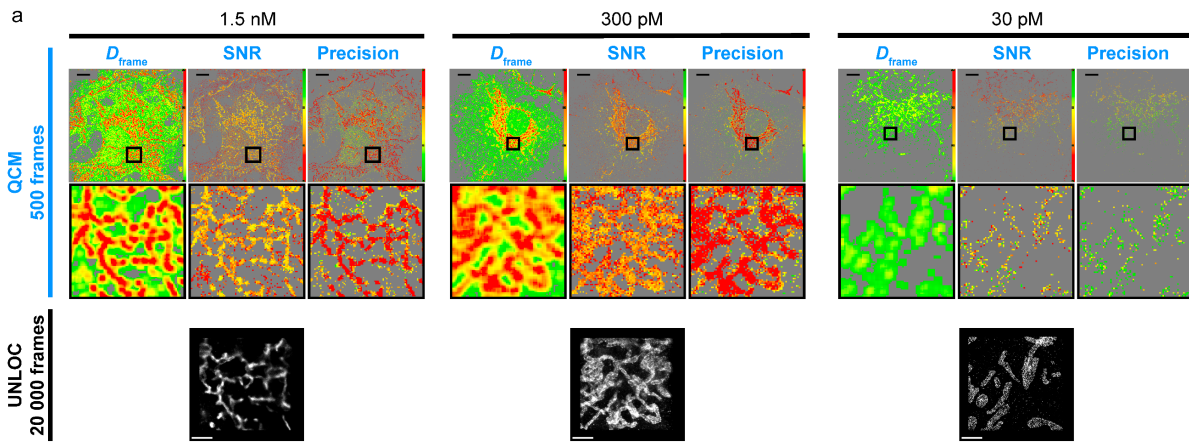 a
1.5 nM
300 pM
30 pM
Dframe
SNR
Precision
Dframe
SNR
Precision
Dframe
SNR
Precision
QCM
500 frames
UNLOC
20 000 frames